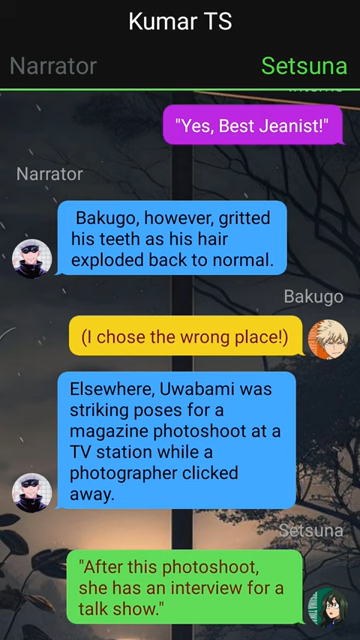 Kumar TS
Narrator
Setsuna
"Yes, Best Jeanist!"
Narrator
Bakugo, however, gritted
his teeth as his hair
exploded back to normal.
Bakugo
(I chose the wrong place!)
Elsewhere, Uwabami was
striking poses for a
magazine photoshoot at a
TV station while a
photographer clicked
away.
Setsuna
"After this photoshoot,
she has an interview for a
talk show."